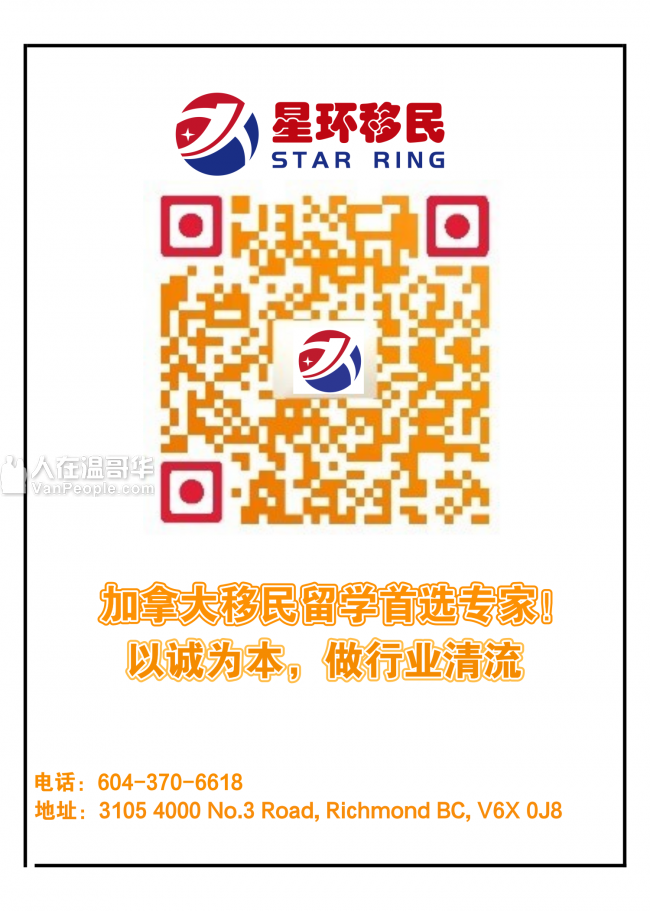 星环移民
STAR RING
人在温哥华
VanPeople.com
加拿大移民留学首选专家!
以诚为本，做行业清流
电话：604-370-6618
地址：3105 4000 No.3 Road, Richmond BC, V6X 0J8